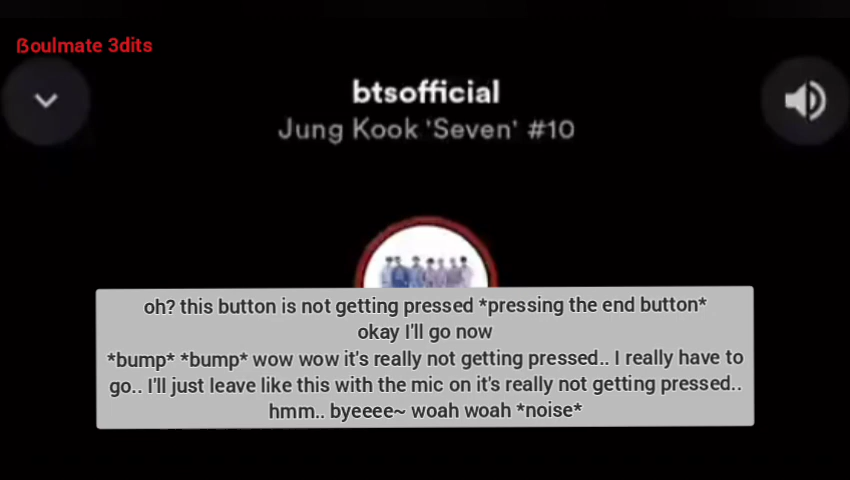 ßoulmate 3dits
btsofficial
Jung Kook 'Seven' #10
oh? this button is not getting pressed *pressing the end button*
okay I'll go now
*bump* *bump* wow wow it's really not getting pressed.. I really have to
go.. I'll just leave like this with the mic on it's really not getting pressed..
hmm.. byeeee~ woah woah *noise*